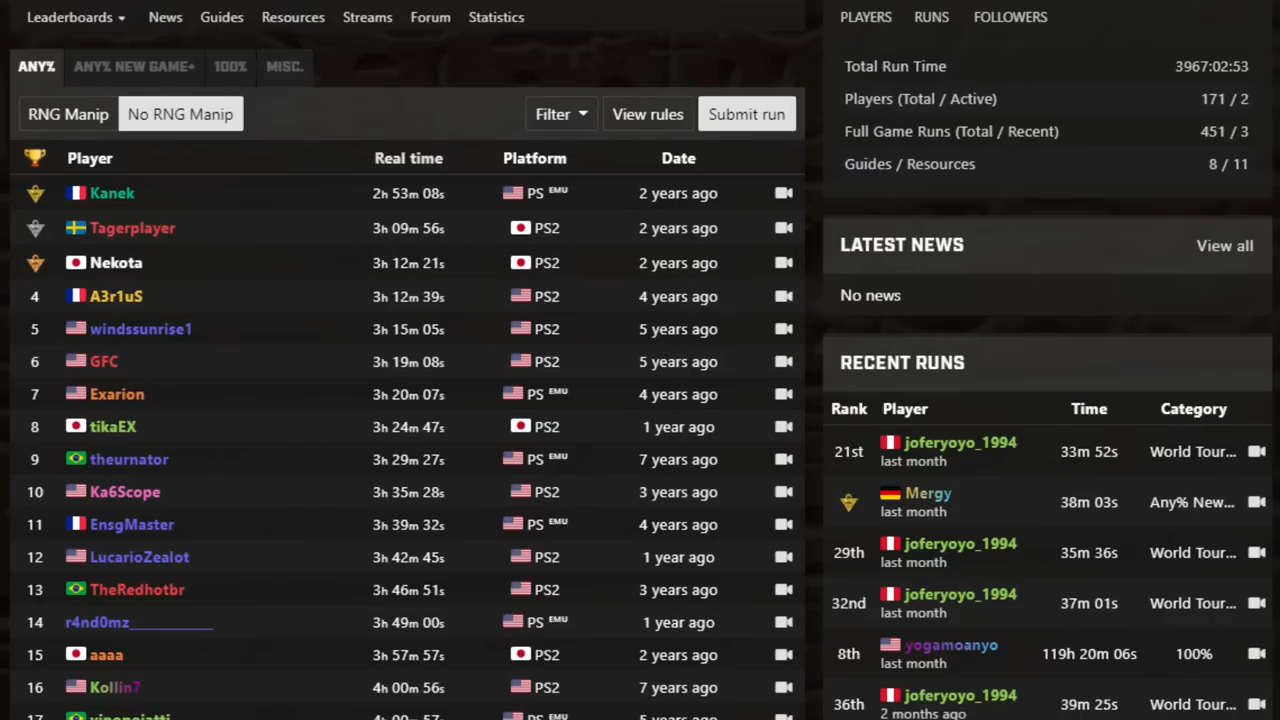 Leaderboards News Guides Resources Streams Forum Statistics
ANY% ANY% NEW GAME+ 100% MISC.
RNG Manip No RNG Manip Filter View rules Submit run
Player Real time Platform Date
Kanek 2h 53m 08s PS EMU 2 years ago
Tagerplayer 3h 09m 56s PS2 2 years ago
Nekota 3h 12m 21s PS2 2 years ago
4 A3r1uS 3h 12m 39s PS2 4 years ago
5 windssunrise1 3h 15m 05s PS2 5 years ago
6 GFC 3h 19m 08s PS2 5 years ago
7 Exarion 3h 20m 07s PS EMU 4 years ago
8 tikaEX 3h 24m 47s PS2 1 year ago
9 theurnator 3h 29m 27s PS EMU 7 years ago
10 Ka6Scope 3h 35m 28s PS2 3 years ago
11 EnsgMaster 3h 39m 32s PS EMU 4 years ago
12 LucarioZealot 3h 42m 45s PS2 1 year ago
13 TheRedhotbr 3h 46m 51s PS2 3 years ago
14 r4nd0mz____________ 3h 49m 00s PS EMU 1 year ago
15 aaaa 3h 57m 57s PS2 2 years ago
16 Kollin7 4h 00m 56s PS2 7 years ago
17 4h 00m 57s PS2 5 years ago
PLAYERS RUNS FOLLOWERS
Total Run Time 3967:02:53
Players (Total / Active) 171 / 2
Full Game Runs (Total / Recent) 451 / 3
Guides / Resources 8 / 11
LATEST NEWS View all
No news
RECENT RUNS
Rank Player Time Category
21st joferyoyo_1994 33m 52s World Tour...
last month
Mergy 38m 03s Any% New...
last month
29th joferyoyo_1994 35m 36s World Tour...
last month
32nd joferyoyo_1994 37m 01s World Tour...
last month
8th yogamoanyo 119h 20m 06s 100%
last month
36th joferyoyo_1994 39m 25s World Tour...
2 months ago